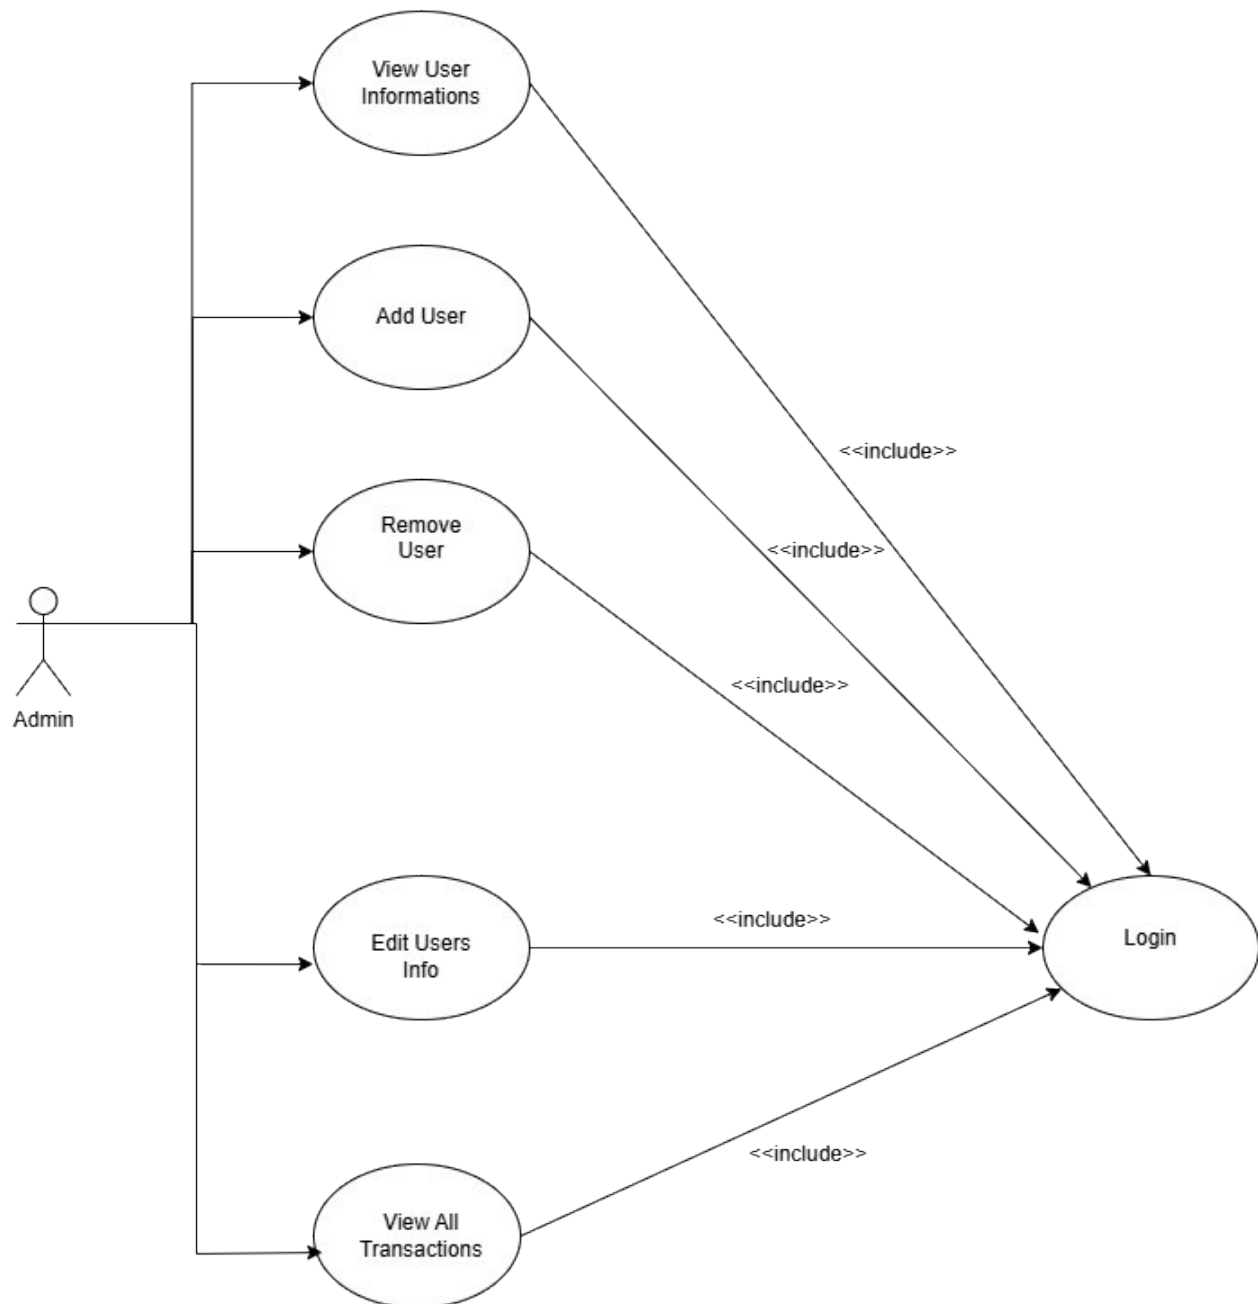 View User
Informations
Add User
<<include>>
Remove
User
<<include>>
<<include>>
Admin
Edit Users
Info
<<include>>
Login
<<include>>
View All
Transactions